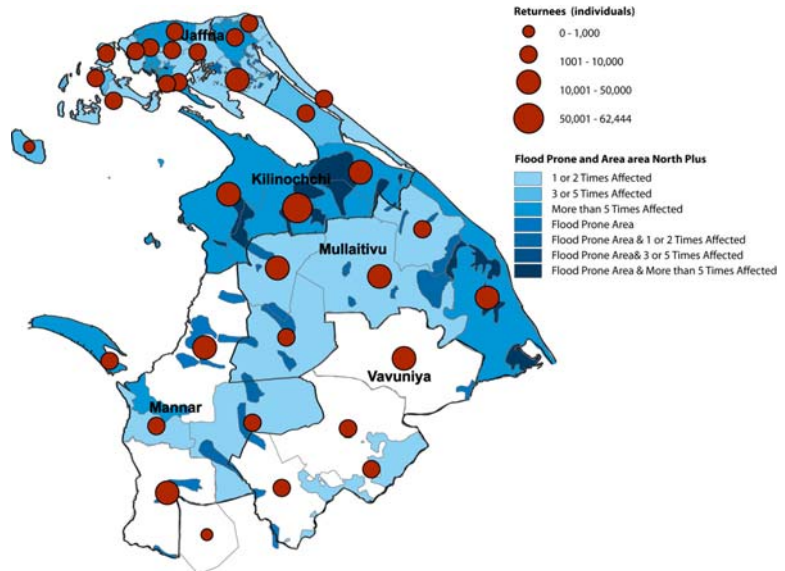 Returnees (individuals)
0 - 1,000
1001 - 10,000
10,001 - 50,000
50,001 - 62,444
Flood Prone and Area area North Plus
1 or 2 Times Affected
3 or 5 Times Affected
More than 5 Times Affected
Flood Prone Area
Flood Prone Area & 1 or 2 Times Affected
Flood Prone Area& 3 or 5 Times Affected
Flood Prone Area & More than 5 Times Affected
Jaffna
Kilinochchi
Mullaitivu
Vavuniya
Mannar